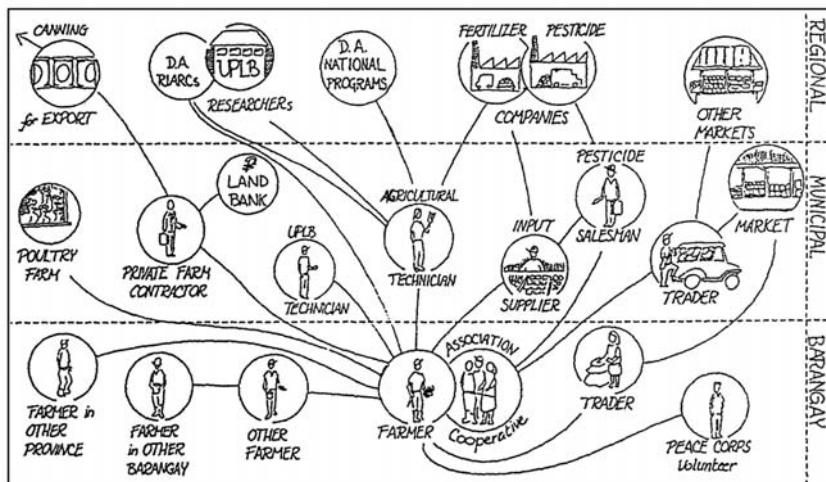 CANNING
for EXPORT
D.A.
RIARCs
UPLB
RESEARCHERs
D.A.
NATIONAL
PROGRAMS
FERTILIZER
PESTICIDE
COMPANIES
OTHER
MARKETS
REGIONAL
POULTRY
FARM
PRIVATE FARM
CONTRACTOR
₱
LAND
BANK
UPLB
TECHNICIAN
AGRICULTURAL
TECHNICIAN
INPUT
SUPPLIER
PESTICIDE
SALESMAN
TRADER
MARKET
MUNICIPAL
FARMER in
OTHER
PROVINCE
FARMER
in OTHER
BARANGAY
OTHER
FARMER
FARMER
ASSOCIATION
Cooperative
TRADER
PEACE CORPS
Volunteer
BARANGAY